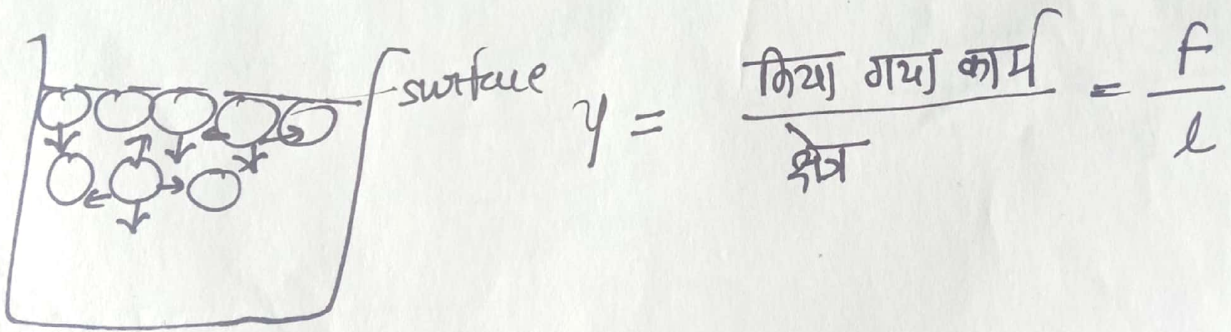 surface
y = किया गया कार्य / क्षेत्र = f / l